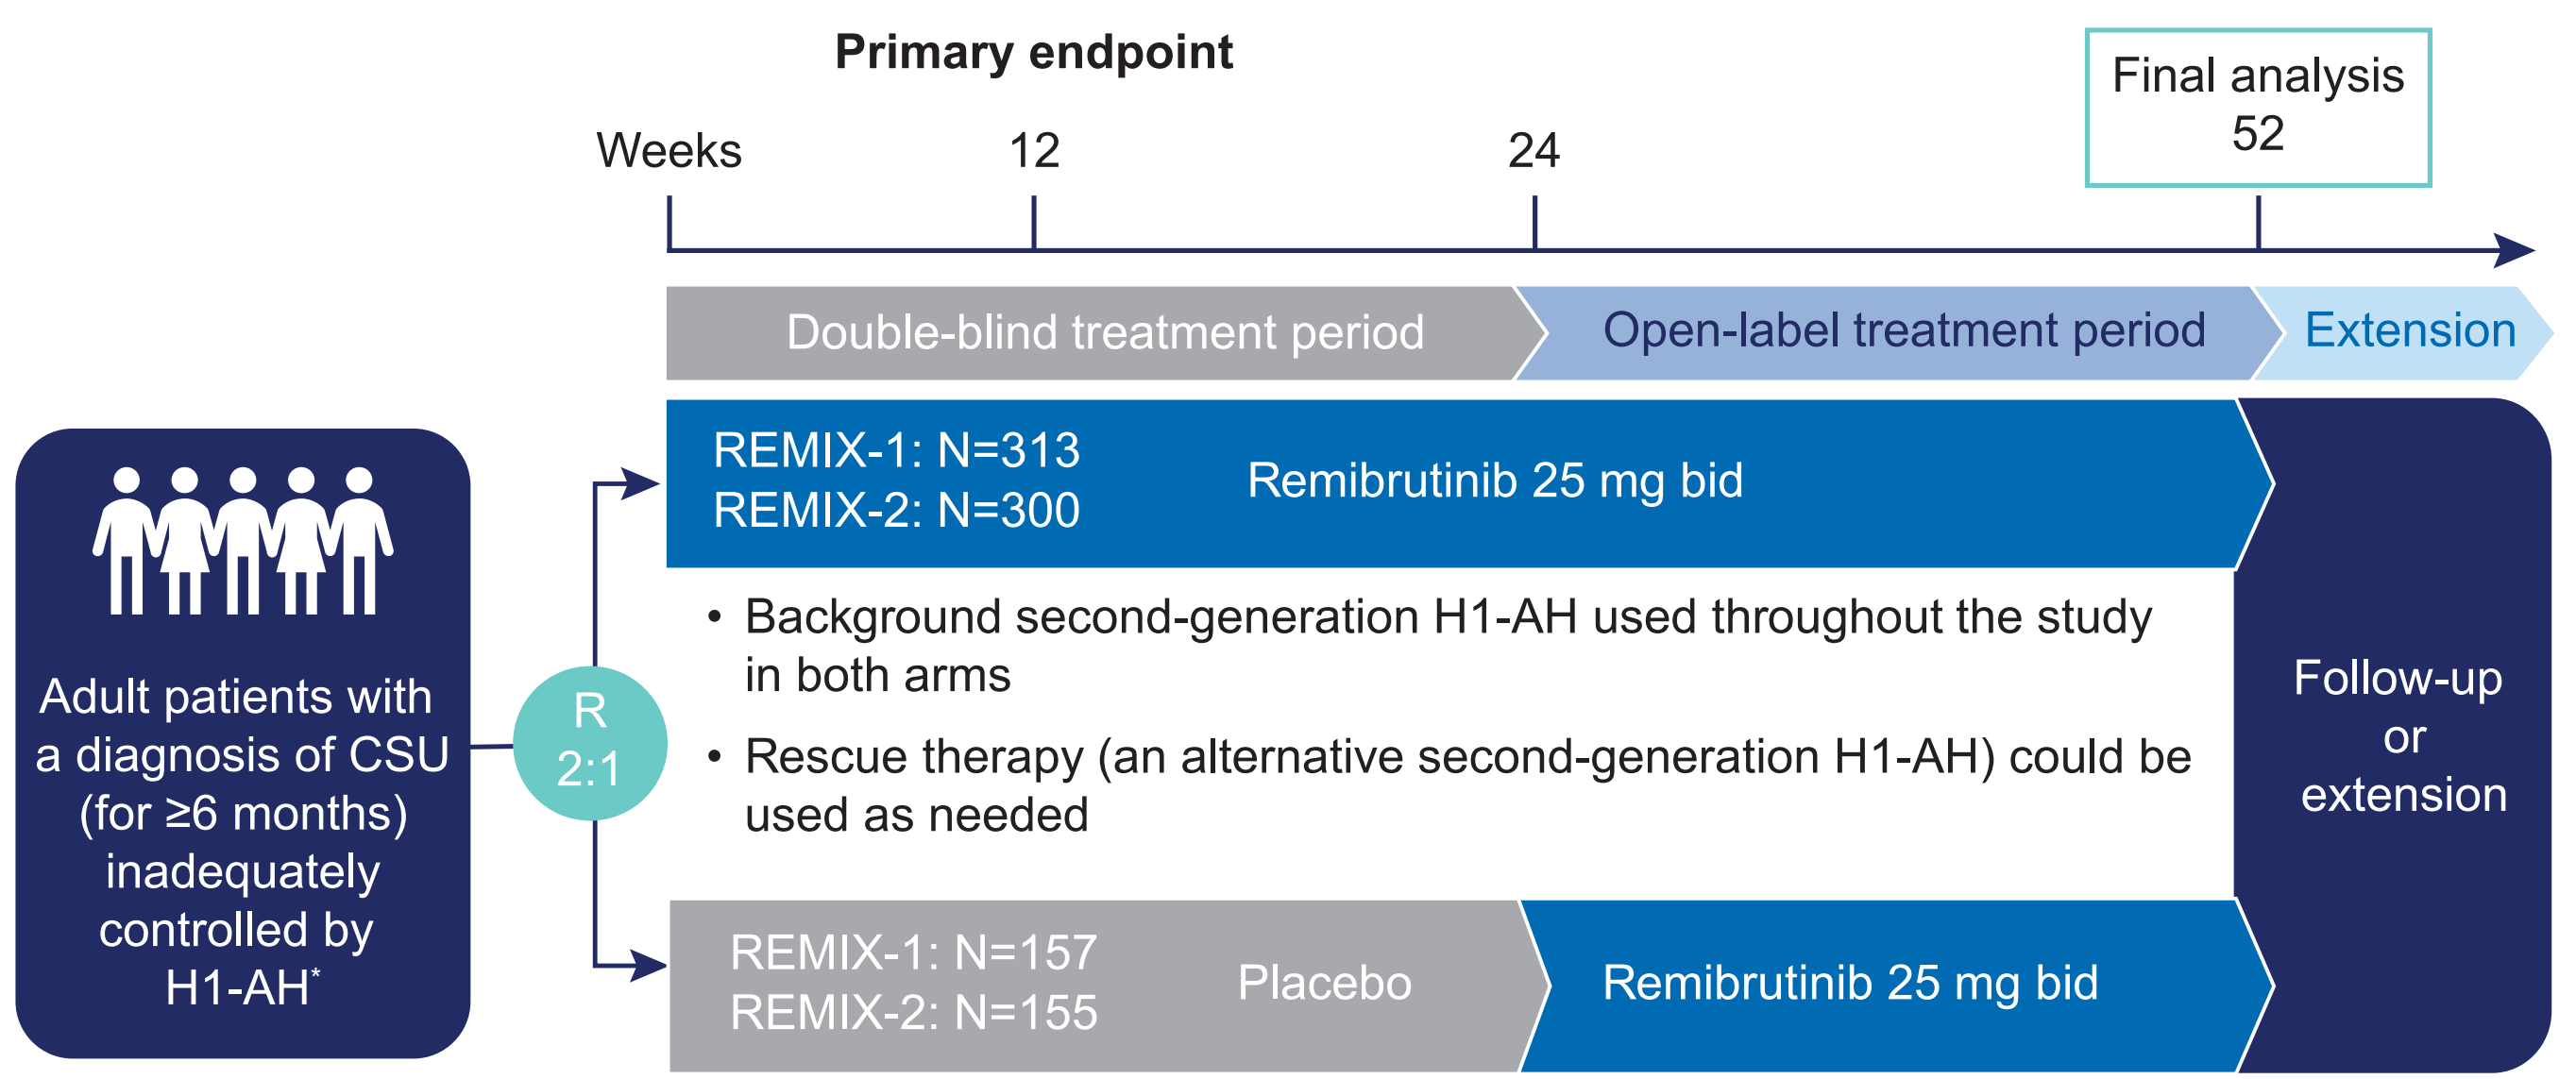 Primary endpoint
Final analysis
52
Weeks
12
24
Double-blind treatment period
Open-label treatment period
Extension
Adult patients with
a diagnosis of CSU
(for ≥6 months)
inadequately
controlled by
H1-AH*
R
2:1
REMIX-1: N=313
REMIX-2: N=300
Remibrutinib 25 mg bid
• Background second-generation H1-AH used throughout the study
in both arms
• Rescue therapy (an alternative second-generation H1-AH) could be
used as needed
REMIX-1: N=157
REMIX-2: N=155
Placebo
Remibrutinib 25 mg bid
Follow-up
or
extension